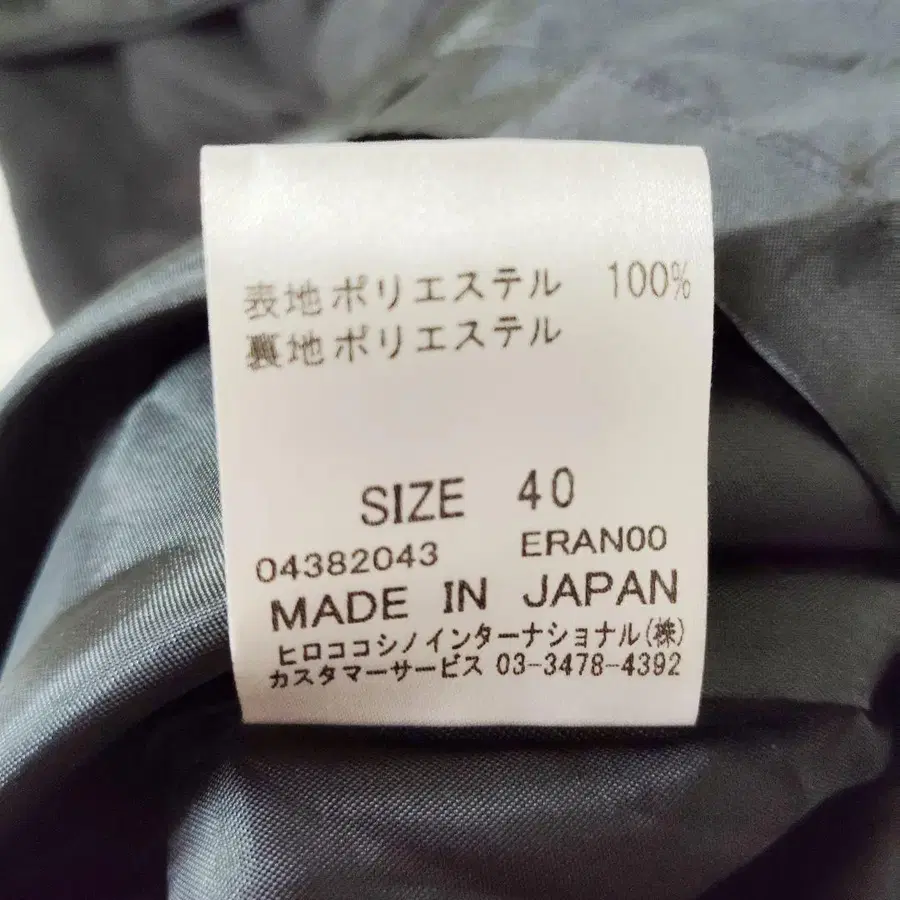 表地ポリエステル 100%
裏地ポリエステル
SIZE 40
04382043 ERAN00
MADE IN JAPAN
ヒロココシノインターナショナル(株)
カスタマーサービス 03-3478-4392